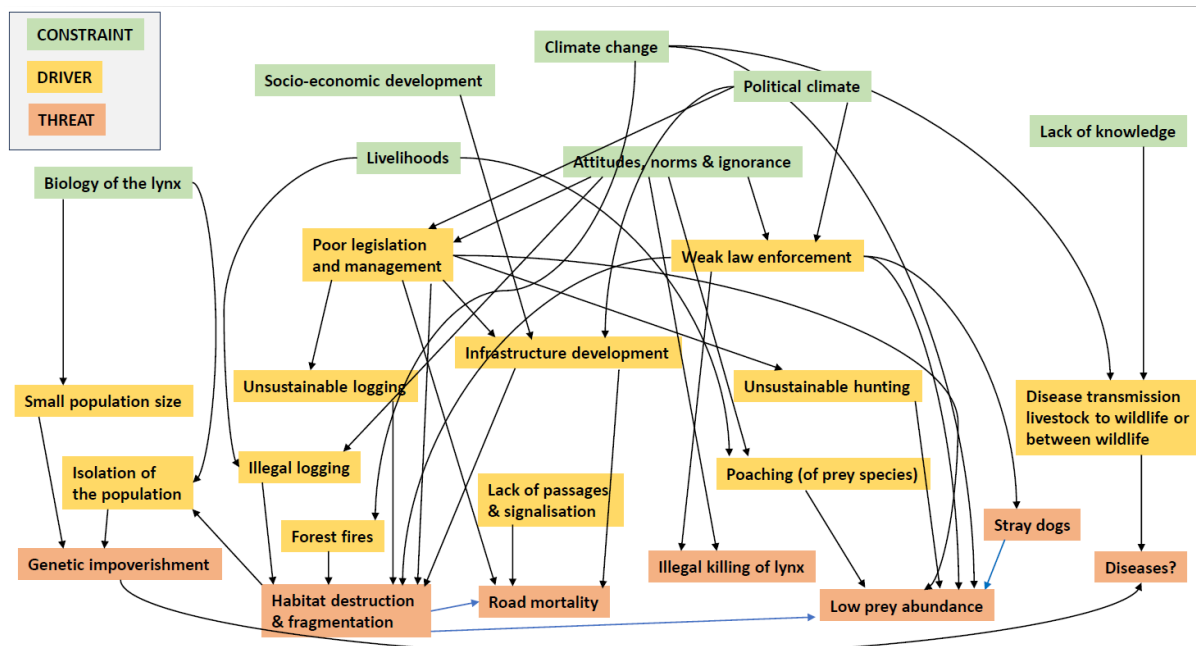 CONSTRAINT
DRIVER
THREAT
Climate change
Socio-economic development
Political climate
Lack of knowledge
Livelihoods
Attitudes, norms & ignorance
Biology of the lynx
Poor legislation
and management
Weak law enforcement
Infrastructure development
Unsustainable logging
Unsustainable hunting
Small population size
Disease transmission
livestock to wildlife or
between wildlife
Isolation of
the population
Illegal logging
Poaching (of prey species)
Lack of passages
& signalisation
Forest fires
Stray dogs
Genetic impoverishment
Illegal killing of lynx
Diseases?
Habitat destruction
& fragmentation
Road mortality
Low prey abundance